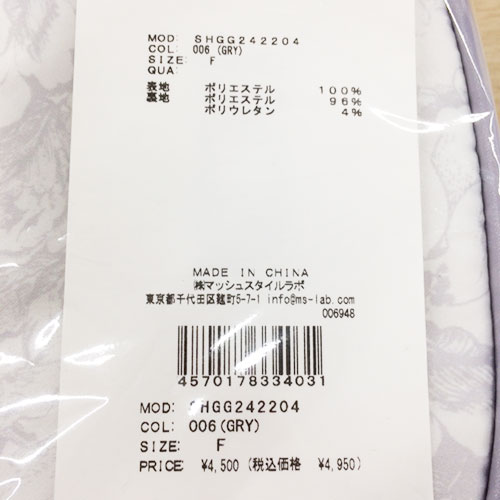 MOD: SHGG242204
COL: 006 (GRY)
SIZE: F
QUA:
表地 ポリエステル 100%
裏地 ポリエステル 96%
ポリウレタン 4%
MADE IN CHINA
㈱マッシュスタイルラボ
東京都千代田区麹町5-7-1 info@ms-lab.com
006948
4570178334031
MOD: SHGG242204
COL: 006(GRY)
SIZE: F
PRICE: ¥4,500 (税込価格 ¥4,950)